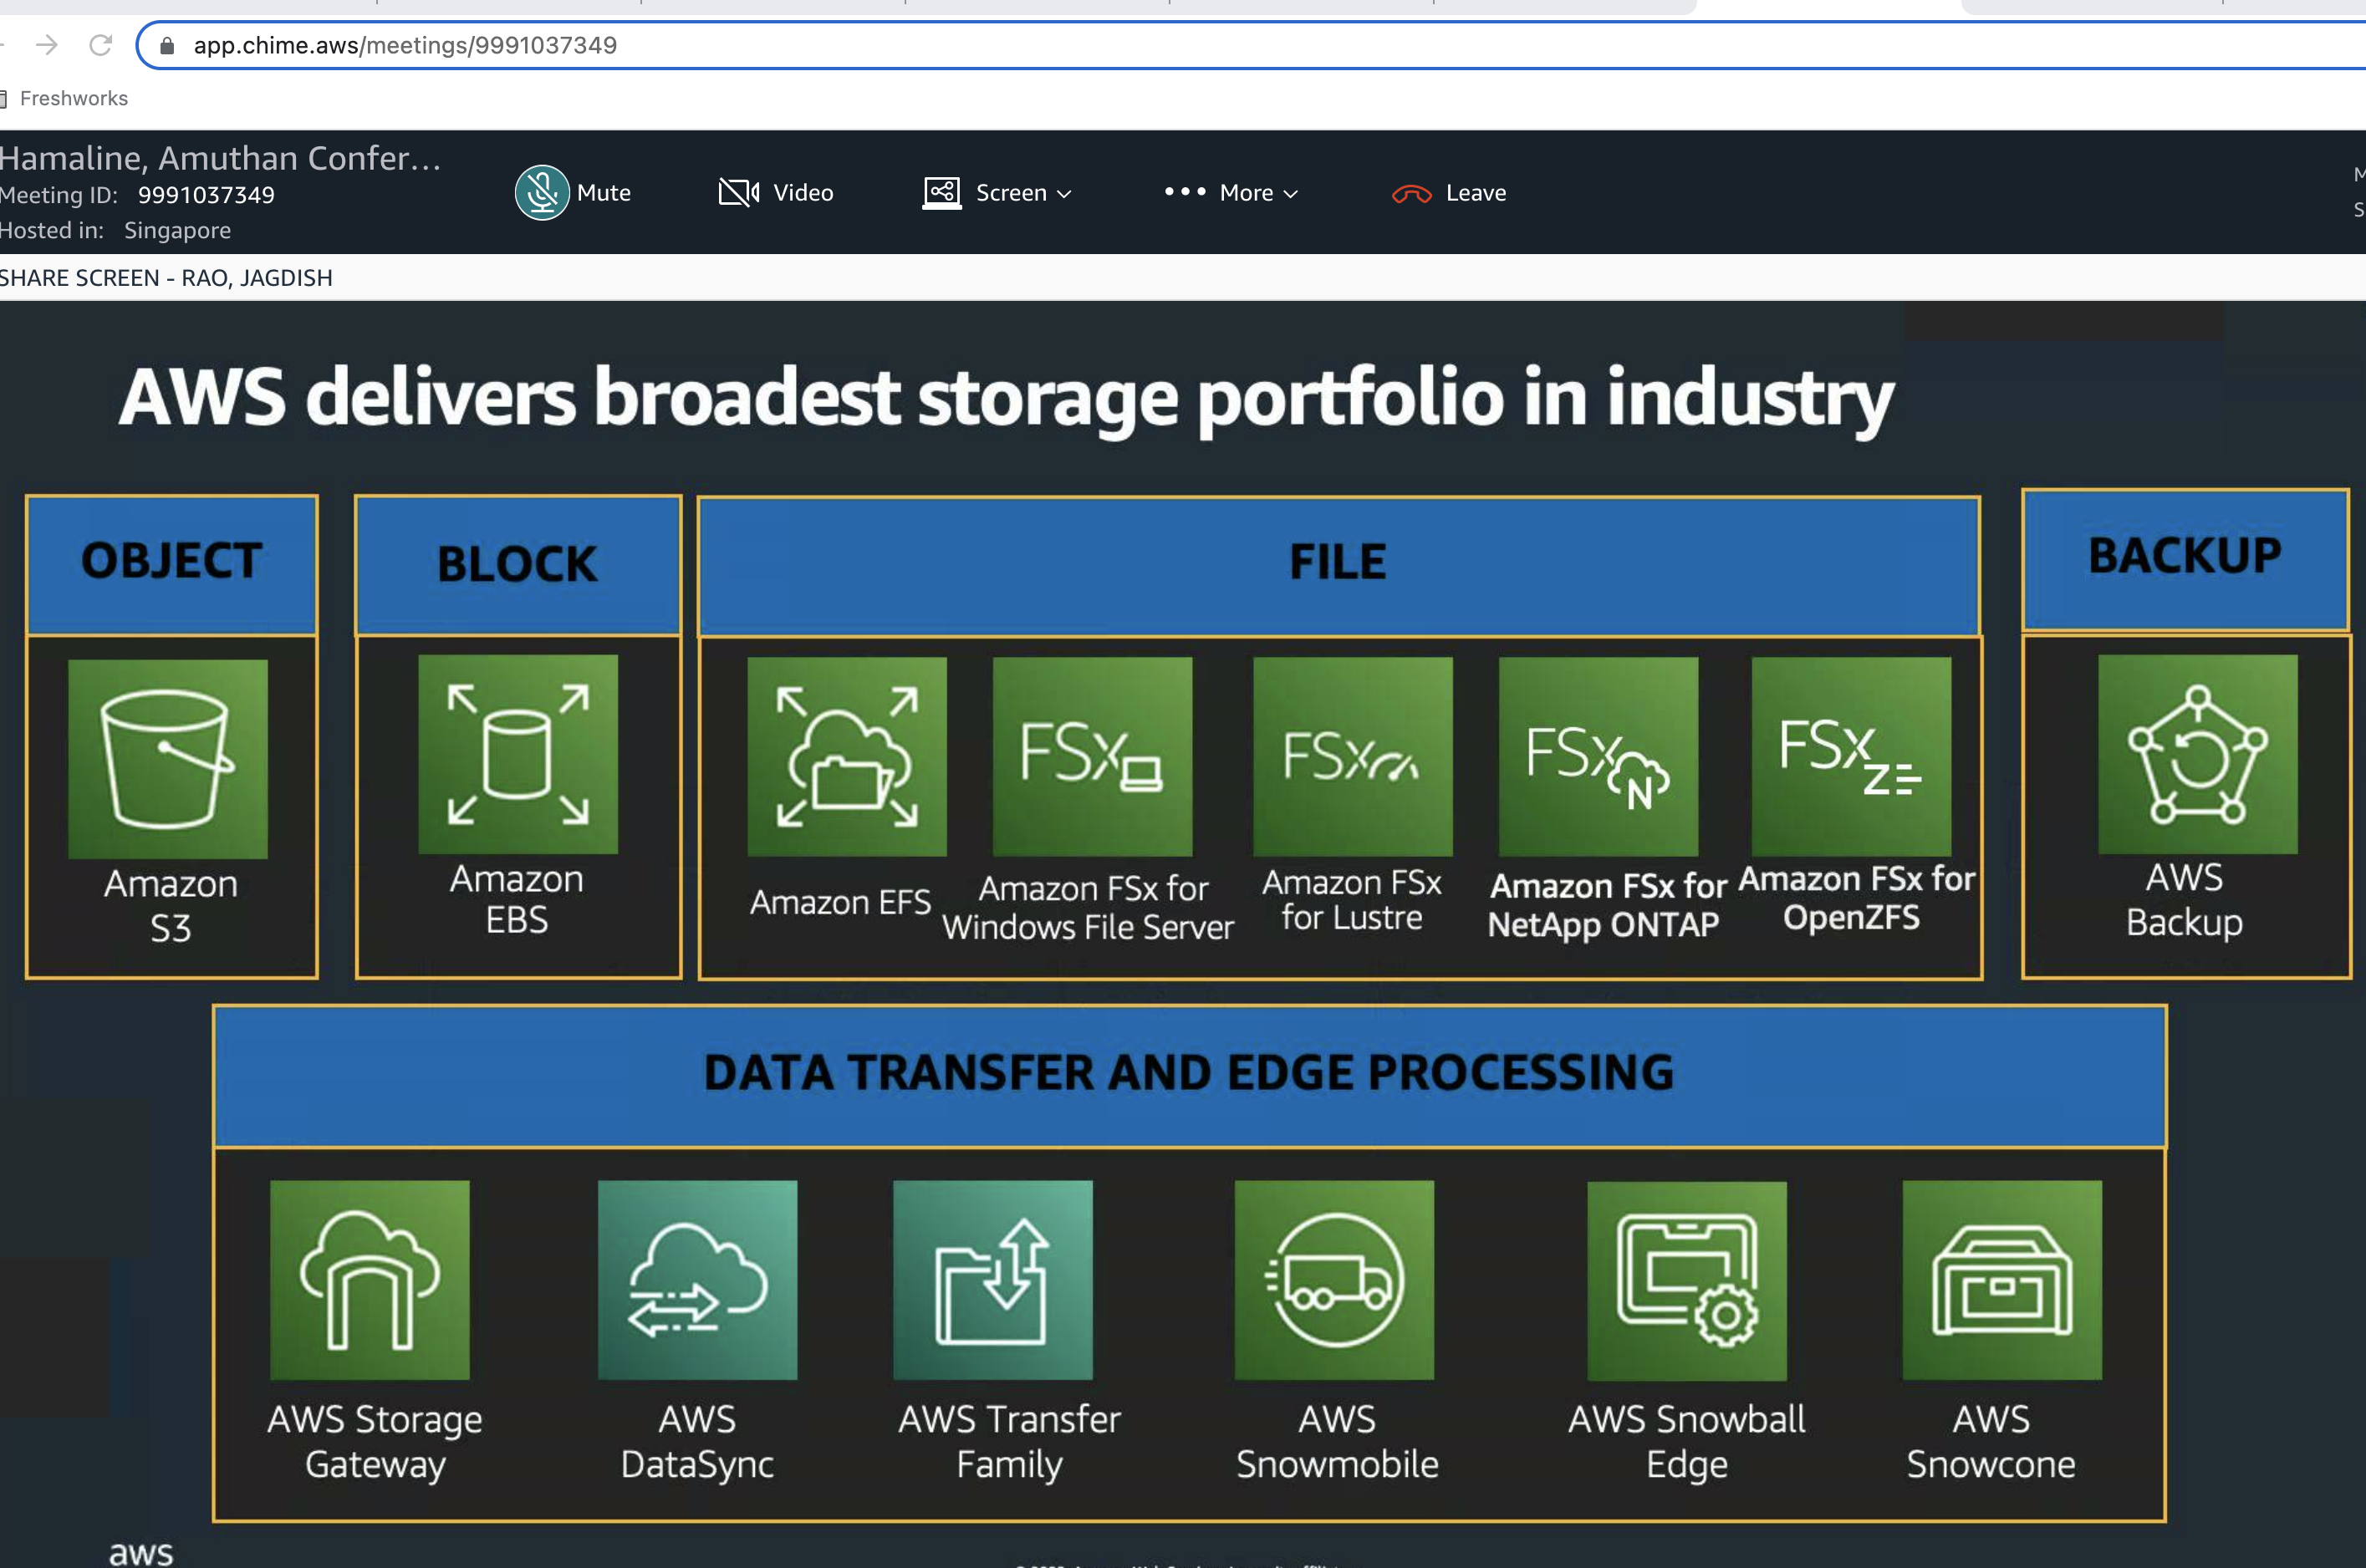 app.chime.aws/meetings/9991037349
Freshworks
Hamaline, Amuthan Confer...
Meeting ID: 9991037349
Hosted in: Singapore
Mute
Video
Screen
More
Leave
M
S
SHARE SCREEN - RAO, JAGDISH
AWS delivers broadest storage portfolio in industry
OBJECT
BLOCK
FILE
BACKUP
FSx
FSx
FSx N
FSx Z
Amazon
S3
Amazon
EBS
Amazon EFS
Amazon FSx for
Windows File Server
Amazon FSx
for Lustre
Amazon FSx for
NetApp ONTAP
Amazon FSx for
OpenZFS
AWS
Backup
DATA TRANSFER AND EDGE PROCESSING
AWS Storage
Gateway
AWS
DataSync
AWS Transfer
Family
AWS
Snowmobile
AWS Snowball
Edge
AWS
Snowcone
aws